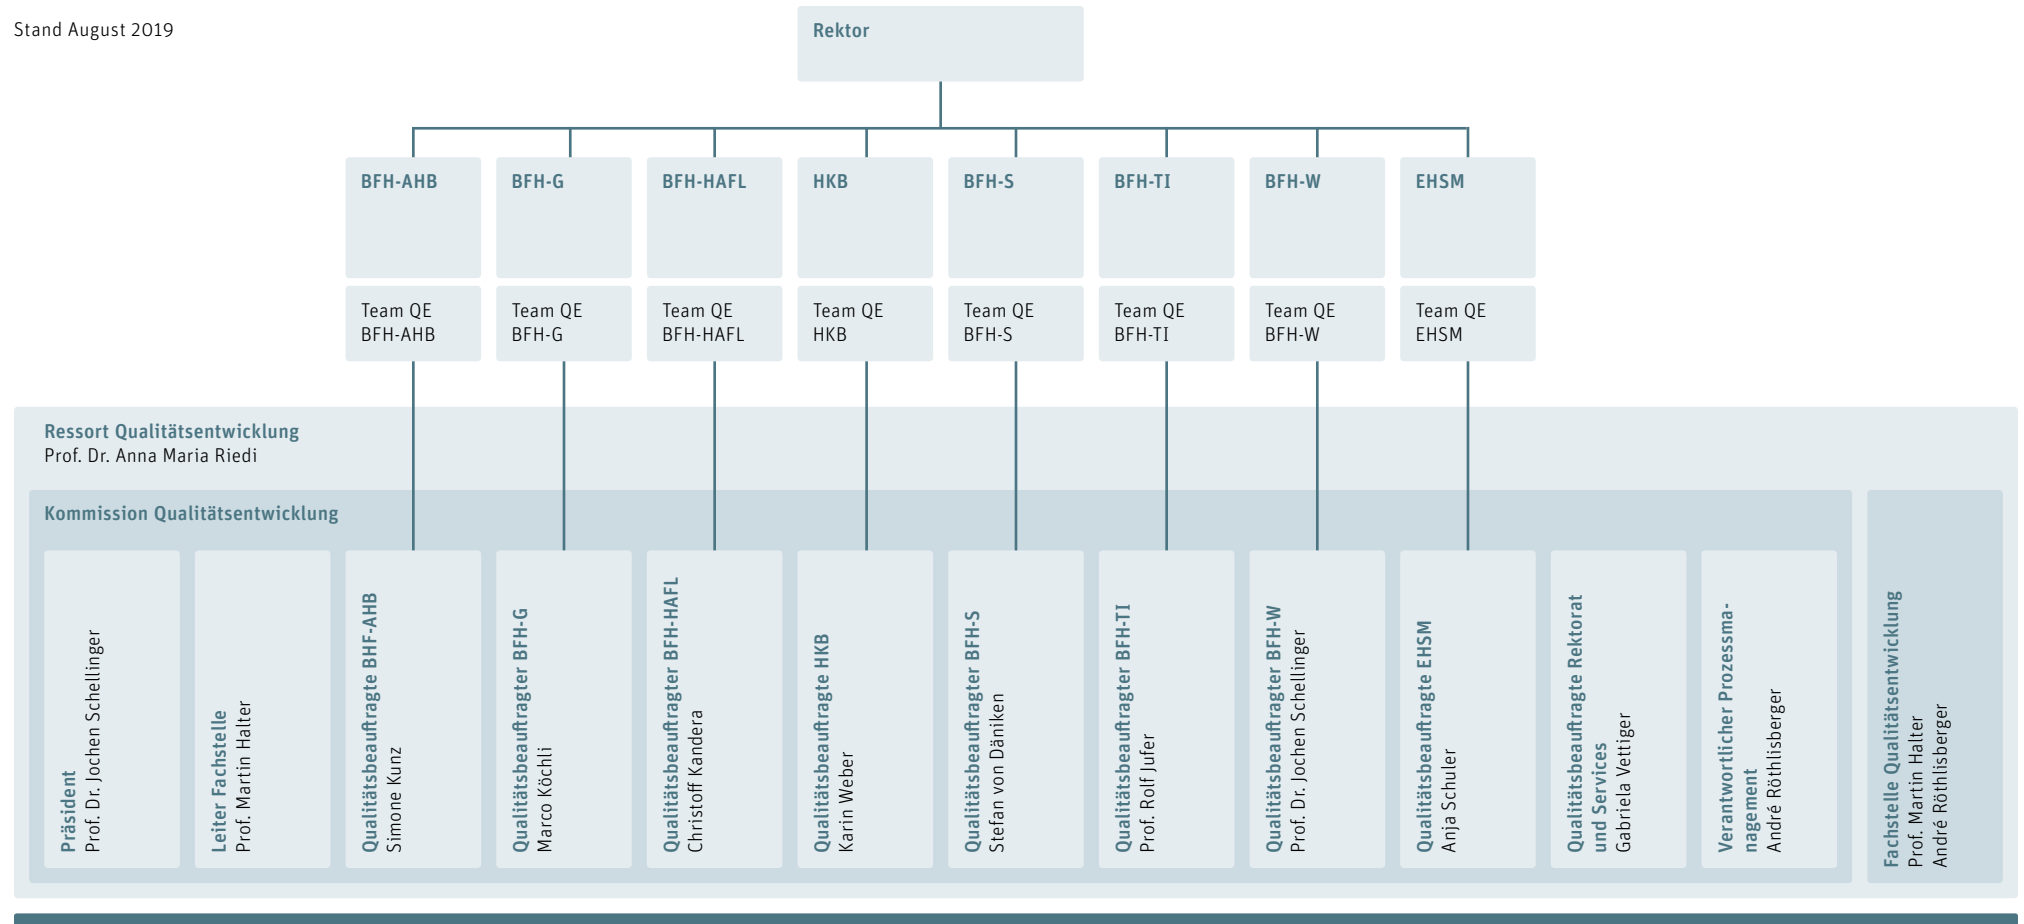 Stand August 2019
Rektor
BFH-AHB
BFH-G
BFH-HAFL
HKB
BFH-S
BFH-TI
BFH-W
EHSM
Team QE
BFH-AHB
Team QE
BFH-G
Team QE
BFH-HAFL
Team QE
HKB
Team QE
BFH-S
Team QE
BFH-TI
Team QE
BFH-W
Team QE
EHSM
Ressort Qualitätsentwicklung
Prof. Dr. Anna Maria Riedi
Kommission Qualitätsentwicklung
Präsident
Prof. Dr. Jochen Schellinger
Leiter Fachstelle
Prof. Martin Halter
Qualitätsbeauftragte BHF-AHB
Simone Kunz
Qualitätsbeauftragter BFH-G
Marco Köchli
Qualitätsbeauftragter BFH-HAFL
Christoff Kandera
Qualitätsbeauftragte HKB
Karin Weber
Qualitätsbeauftragter BFH-S
Stefan von Däniken
Qualitätsbeauftragter BFH-TI
Prof. Rolf Jufer
Qualitätsbeauftragter BFH-W
Prof. Dr. Jochen Schellinger
Qualitätsbeauftragte EHSM
Anja Schuler
Qualitätsbeauftragte Rektorat
und Services
Gabriela Vettiger
Verantwortlicher Prozessma-
nagement
André Röthlisberger
Fachstelle Qualitätsentwicklung
Prof. Martin Halter
André Röthlisberger